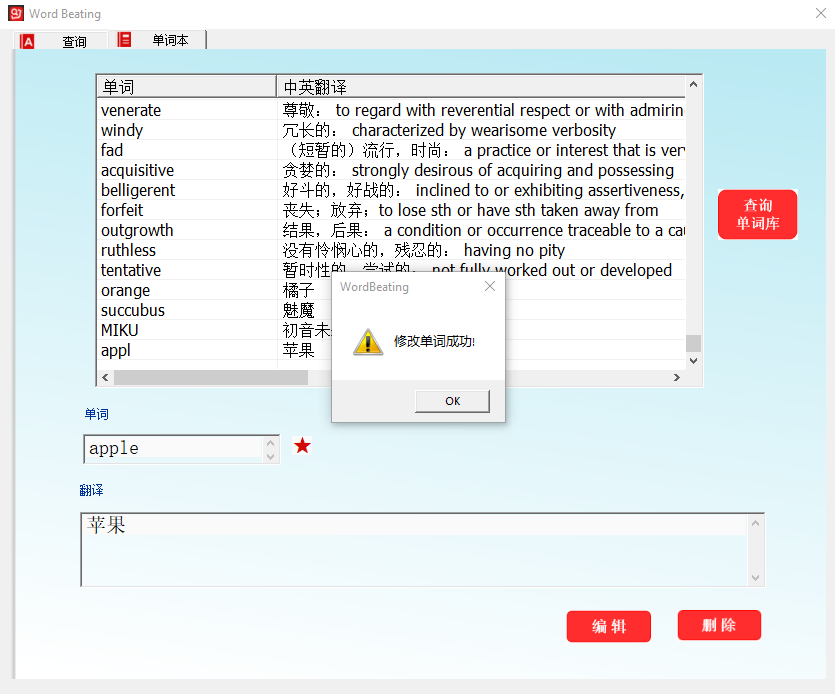 Word Beating
查询 单词本
单词 中英翻译
venerate 尊敬： to regard with reverential respect or with admirin
windy 冗长的： characterized by wearisome verbosity
fad （短暂的）流行，时尚： a practice or interest that is ver
acquisitive 贪婪的： strongly desirous of acquiring and possessing
belligerent 好斗的，好战的： inclined to or exhibiting assertiveness,
forfeit 丧失；放弃；to lose sth or have sth taken away from
outgrowth 结果，后果： a condition or occurrence traceable to a cau
ruthless 没有怜悯心的，残忍的： having no pity
tentative 暂时性的，尝试的： not fully worked out or developed
orange 橘子
succubus 魅魔
MIKU 初音未
appl 苹果
查询
单词库
WordBeating
修改单词成功!
OK
单词
apple
翻译
苹果
编辑 删除